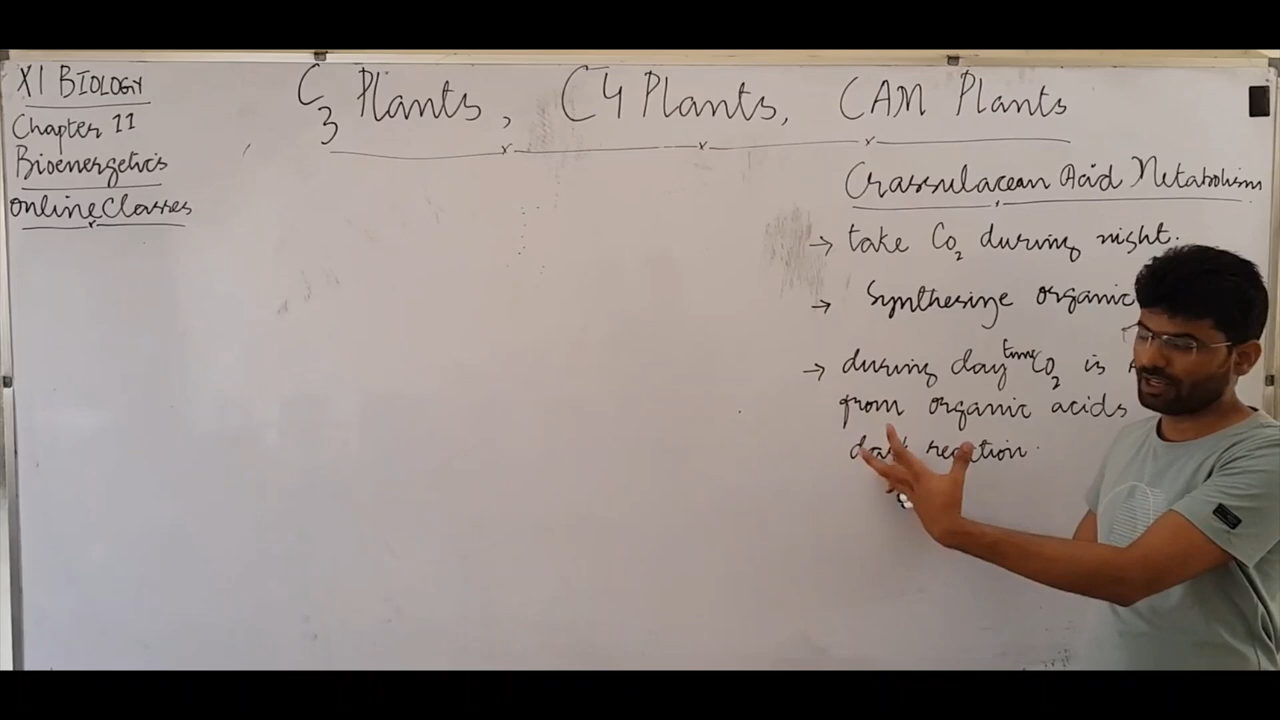 XI BIOLOGY
Chapter 11
Bioenergetics
Online Classes
C3 Plants, C4 Plants, CAM Plants
Crassulacean Acid Metabolism
→ take Co2 during night.
→ Synthesize organic
→ during day time Co2 is
from organic acids
dark reaction.